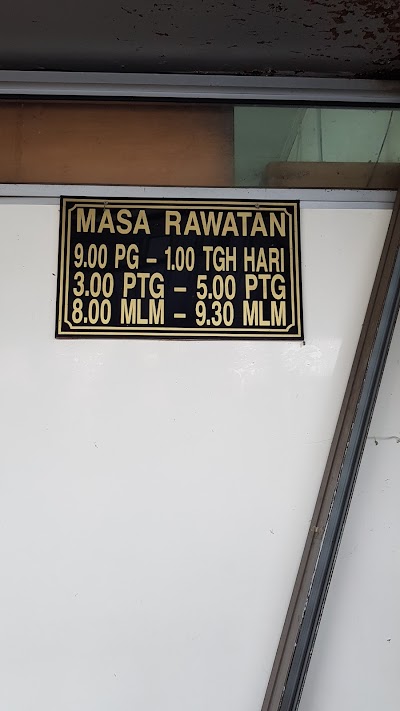 MASA RAWATAN
9.00 PG – 1.00 TGH HARI
3.00 PTG – 5.00 PTG
8.00 MLM – 9.30 MLM